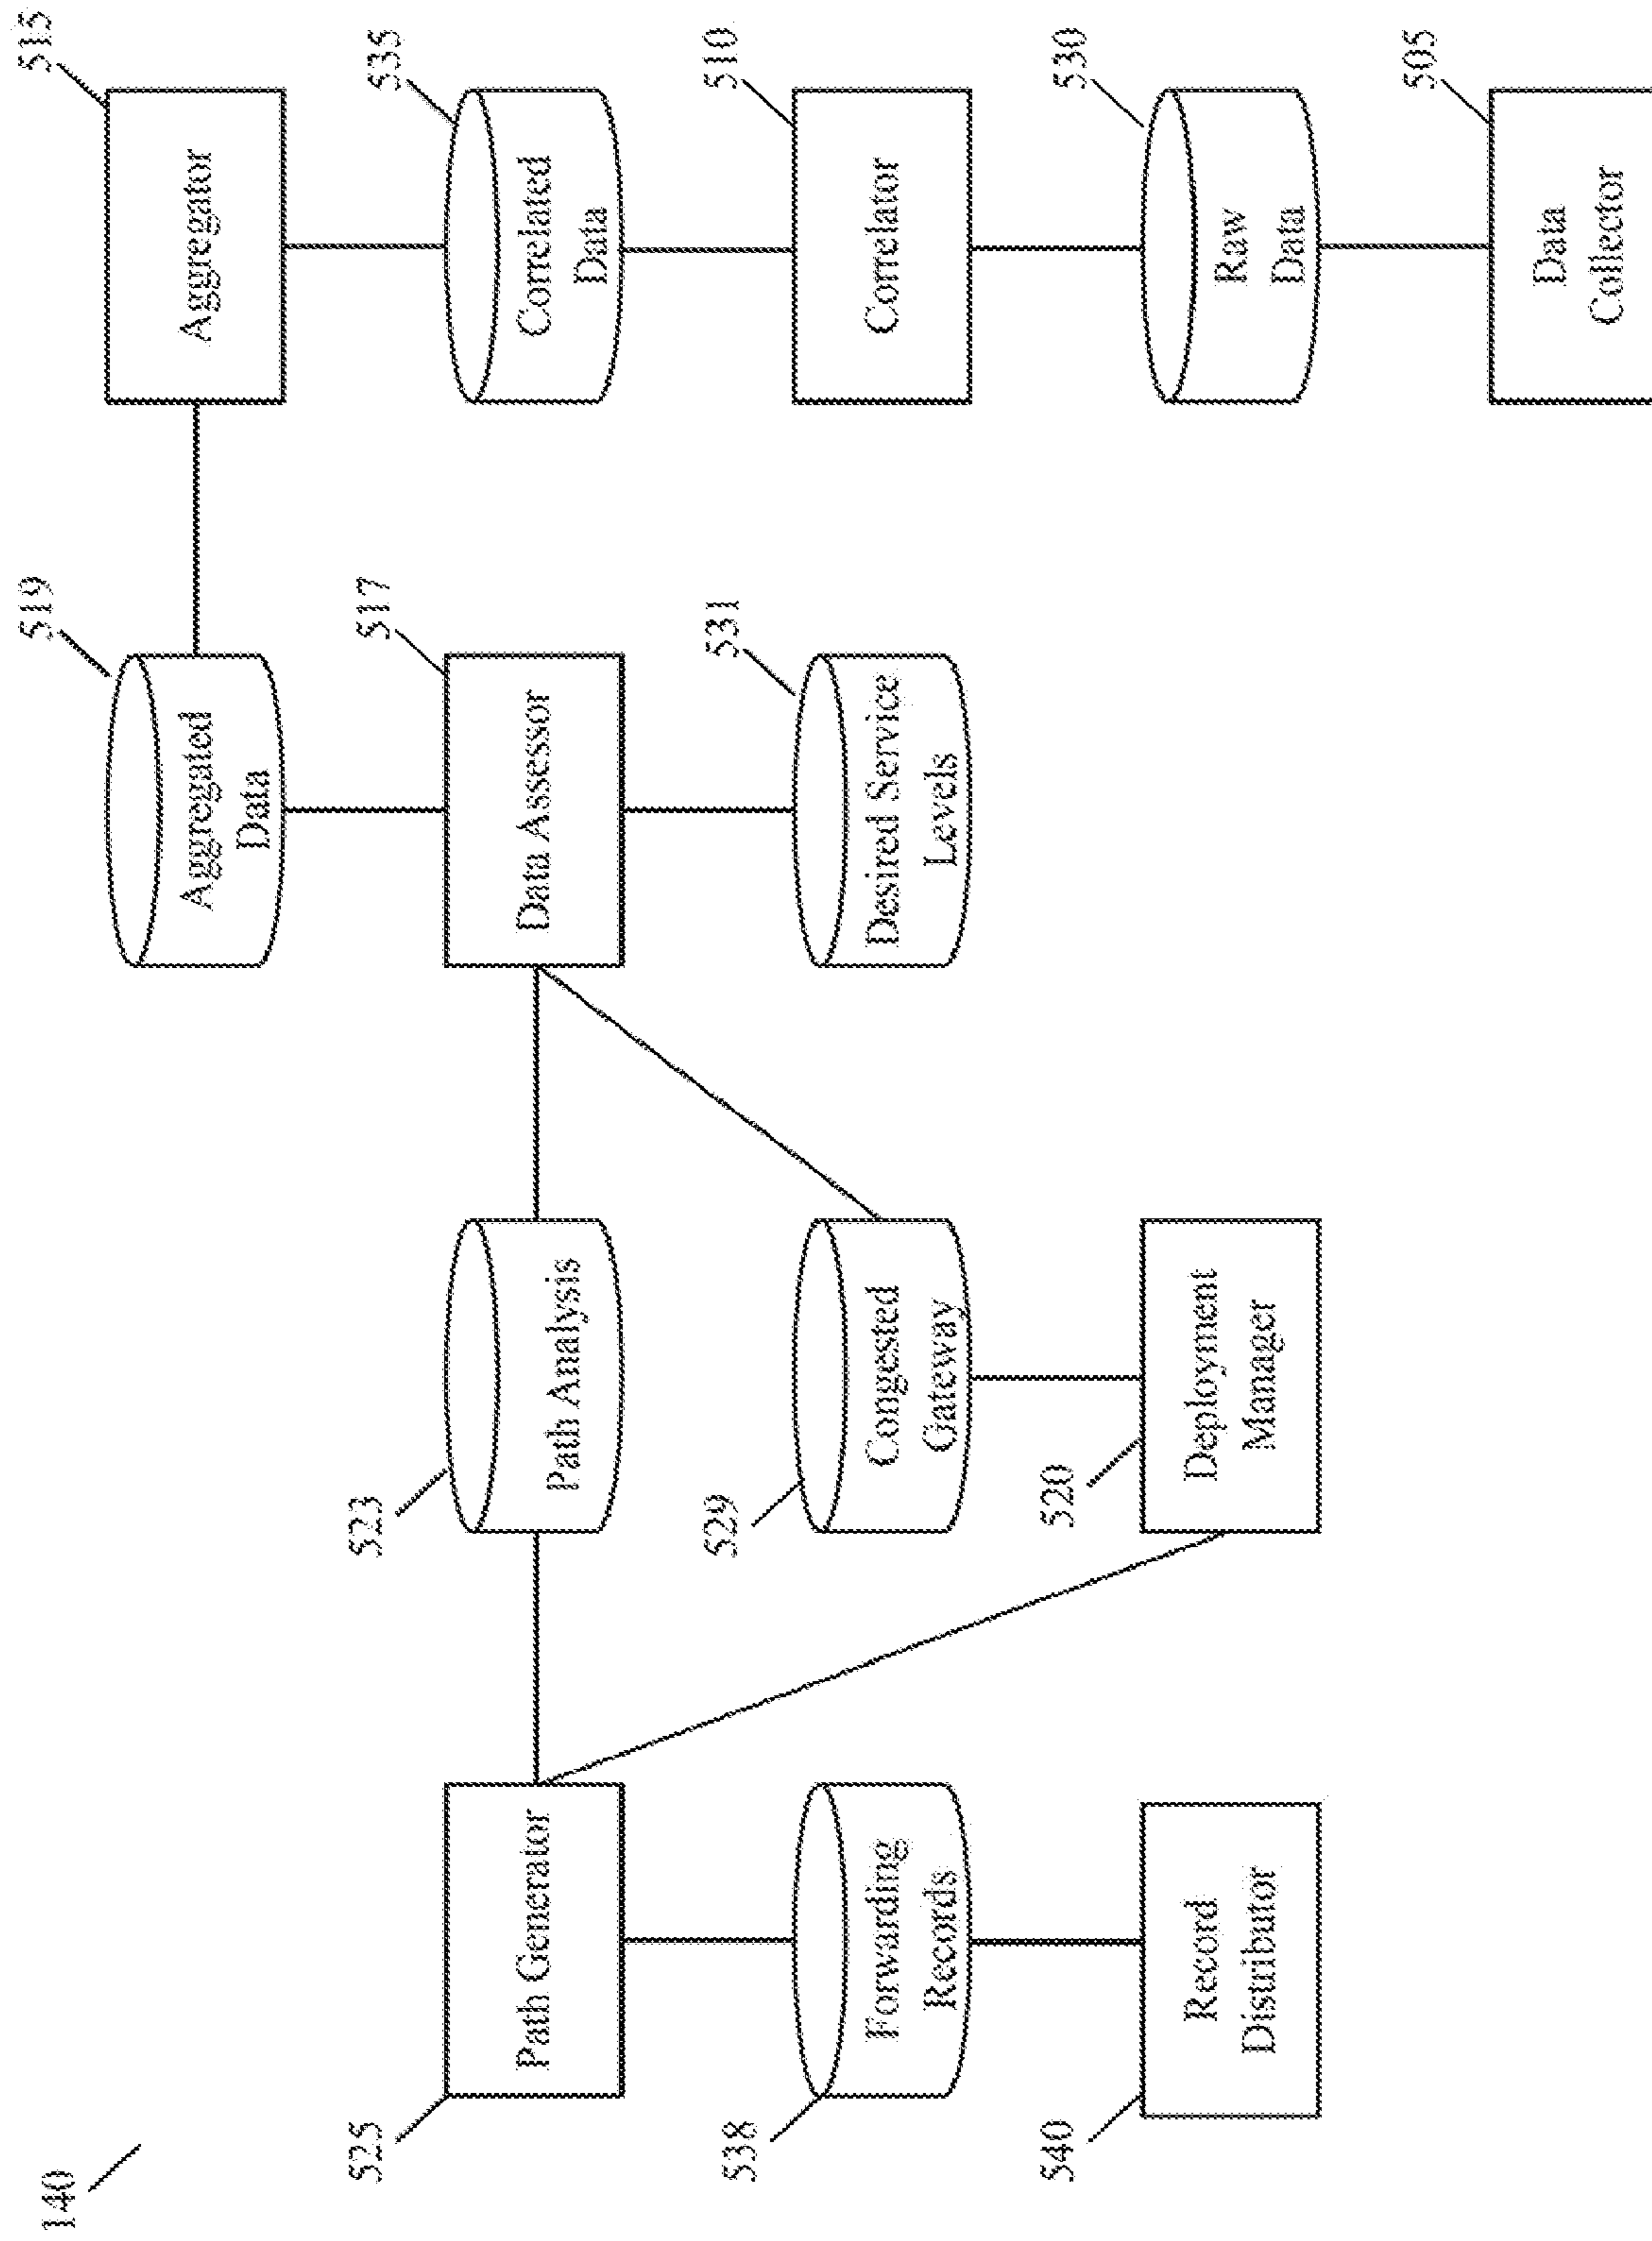 140
519
515
Aggregated
Data
Aggregator
525
523
517
535
Path Generator
Path Analysis
Data Assessor
Correlated
Data
538
529
531
510
Forwarding
Records
Congested
Gateway
Desired Service
Levels
Correlator
540
520
530
Record
Distributor
Deployment
Manager
Raw
Data
505
Data
Collector